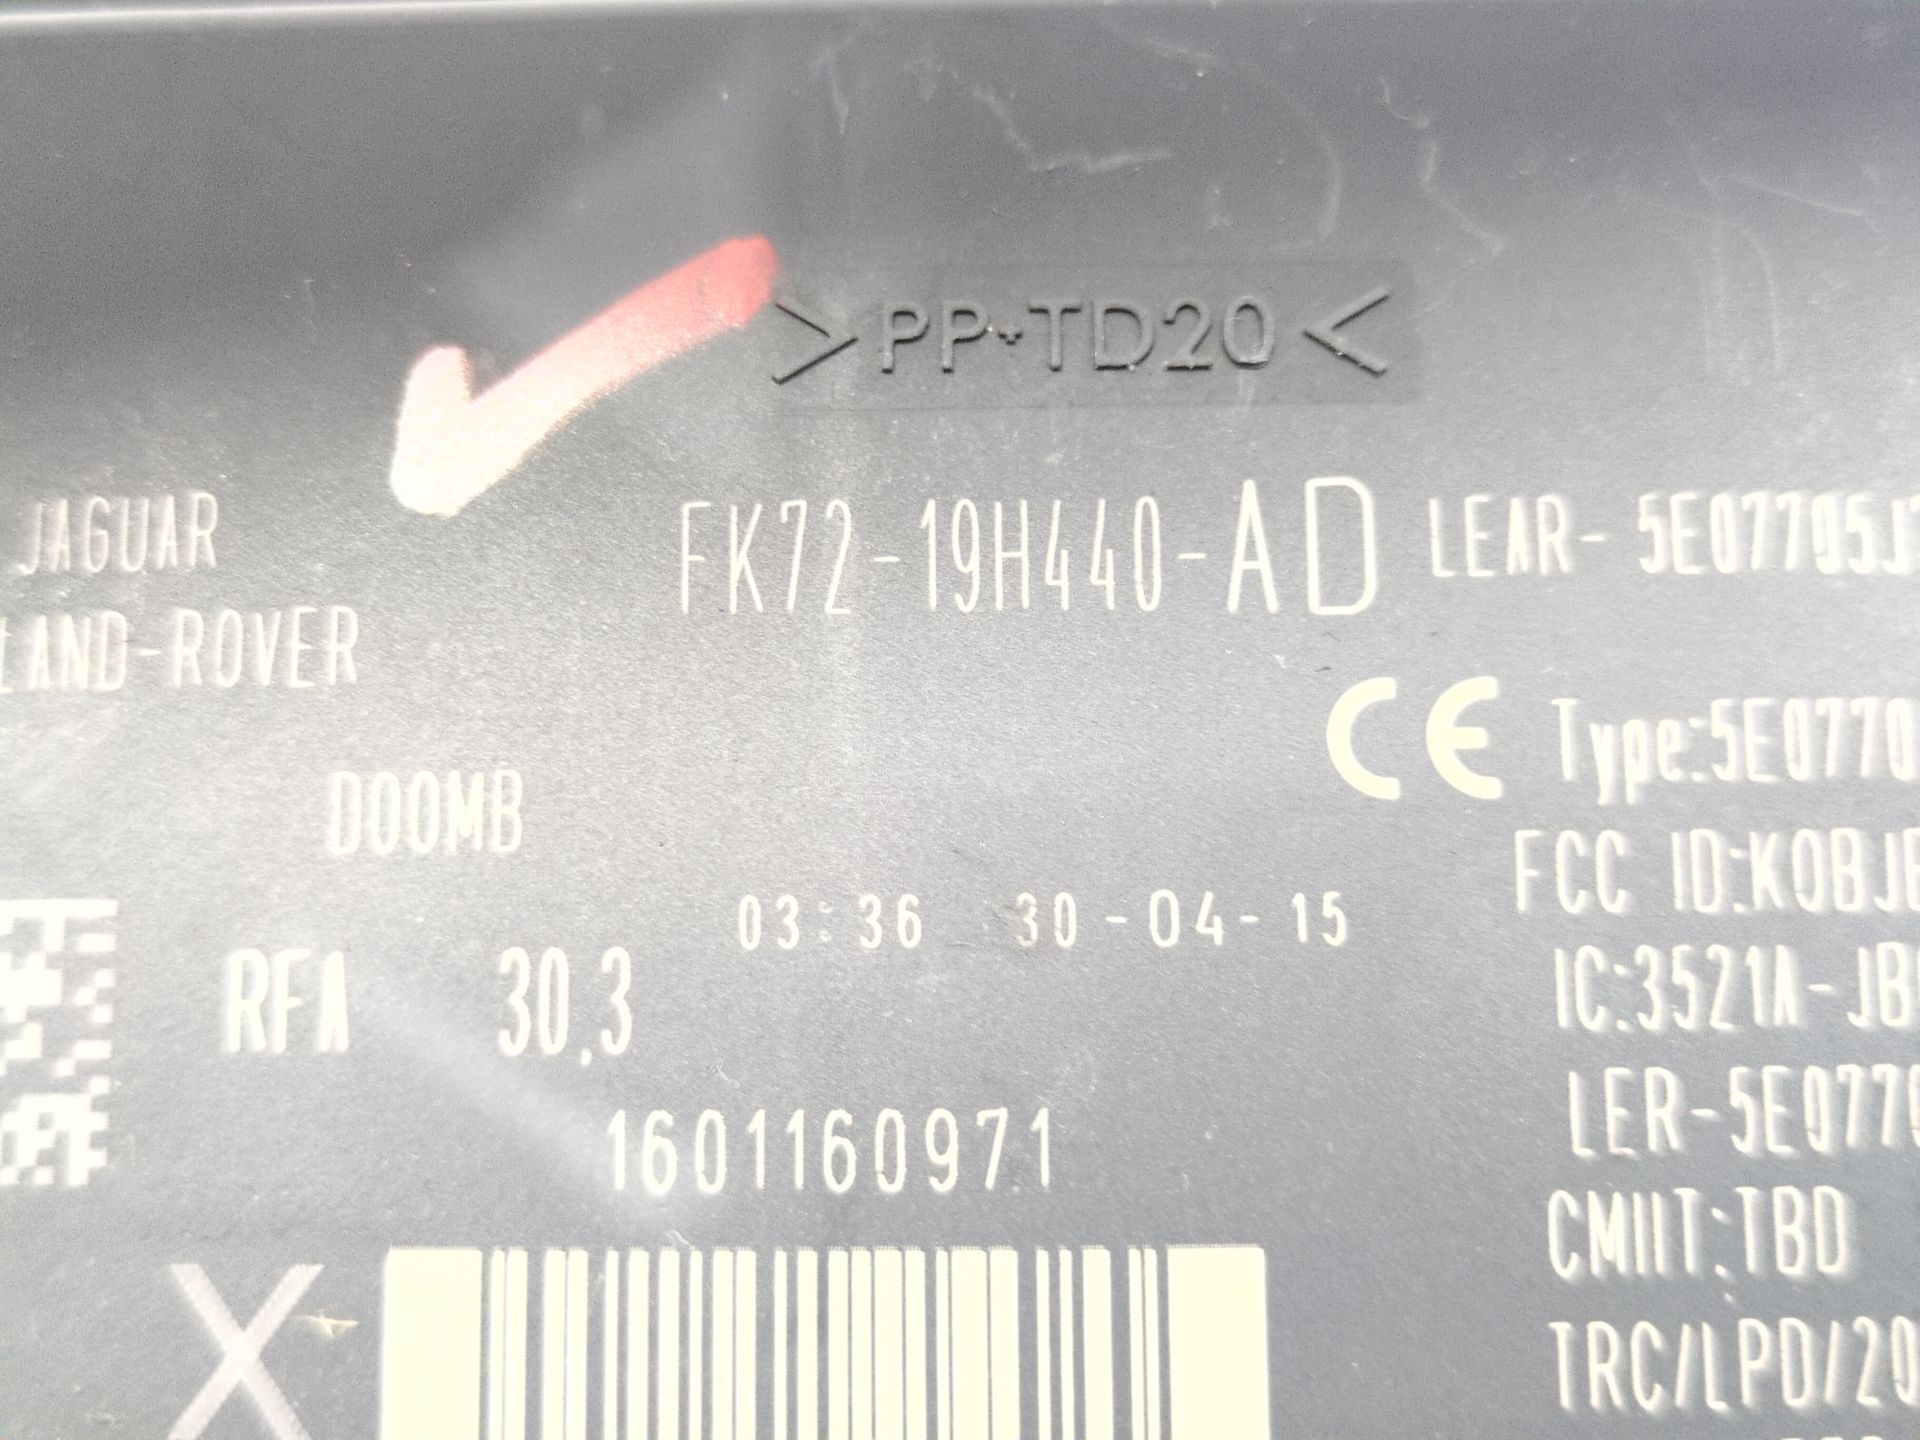 >PP-TD20<
JAGUAR
LAND-ROVER
FK72-19H440-AD LEAR- 5E07705J
CE Type:5E0770
D00MB
FCC ID:KOBJ
03:36 30-04-15
RFA 30.3
IC:3521A-JB
1601160971
LER-5E0770
CMIIT:TBD
X
TRC/LPD/20